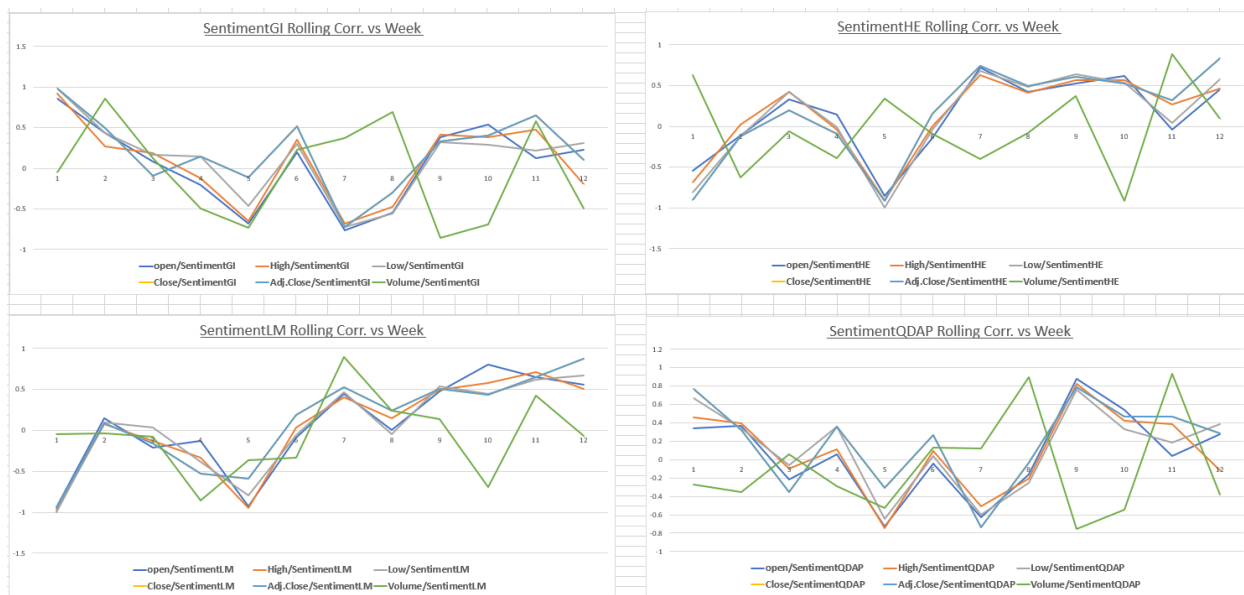 SentimentGI Rolling Corr. vs Week
1.5
1
0.5
0
-0.5
-1
1 2 3 4 5 6 7 8 9 10 11 12
open/SentimentGI High/SentimentGI Low/SentimentGI
Close/SentimentGI Adj.Close/SentimentGI Volume/SentimentGI
SentimentHE Rolling Corr. vs Week
1
0.5
0
-0.5
-1
-1.5
1 2 3 4 5 6 7 8 9 10 11 12
open/SentimentHE High/SentimentHE Low/SentimentHE
Close/SentimentHE Adj.Close/SentimentHE Volume/SentimentHE
SentimentLM Rolling Corr. vs Week
1
0.5
0
-0.5
-1
-1.5
1 2 3 4 5 6 7 8 9 10 11 12
open/SentimentLM High/SentimentLM Low/SentimentLM
Close/SentimentLM Adj.Close/SentimentLM Volume/SentimentLM
SentimentQDAP Rolling Corr. vs Week
1.2
1
0.8
0.6
0.4
0.2
0
-0.2
-0.4
-0.6
-0.8
-1
1 2 3 4 5 6 7 8 9 10 11 12
open/SentimentQDAP High/SentimentQDAP Low/SentimentQDAP
Close/SentimentQDAP Adj.Close/SentimentQDAP Volume/SentimentQDAP